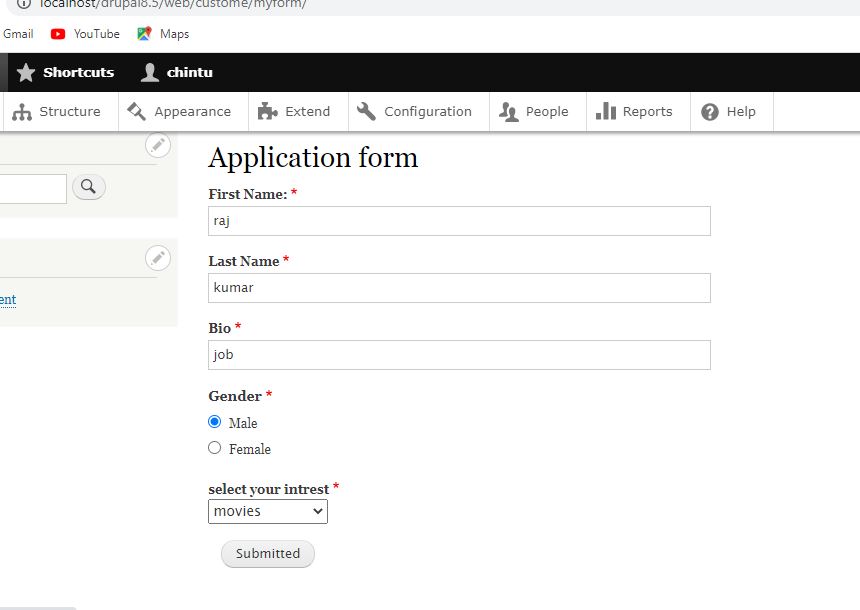 localhost/drupal8.5/web/custome/myform/
Gmail YouTube Maps
Shortcuts chintu
Structure Appearance Extend Configuration People Reports Help
Application form
First Name: *
raj
Last Name *
kumar
ent
Bio *
job
Gender *
Male
Female
select your intrest *
movies
Submitted